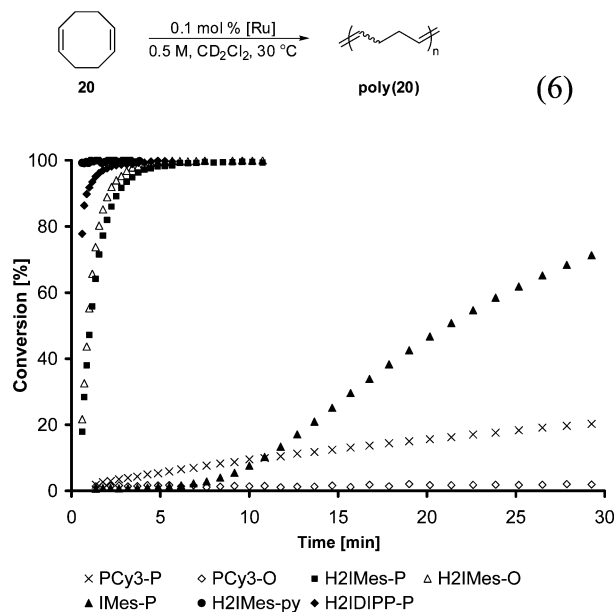 0.1 mol % [Ru]
0.5 M, CD2Cl2, 30 °C
n
20
poly(20)
(6)
100
80
60
40
20
0
Conversion [%]
0 5 10 15 20 25 30
Time [min]
× PCy3-P ◇ PCy3-O ■ H2IMes-P △ H2IMes-O
▲ IMes-P ● H2IMes-py ◆ H2IDIPP-P